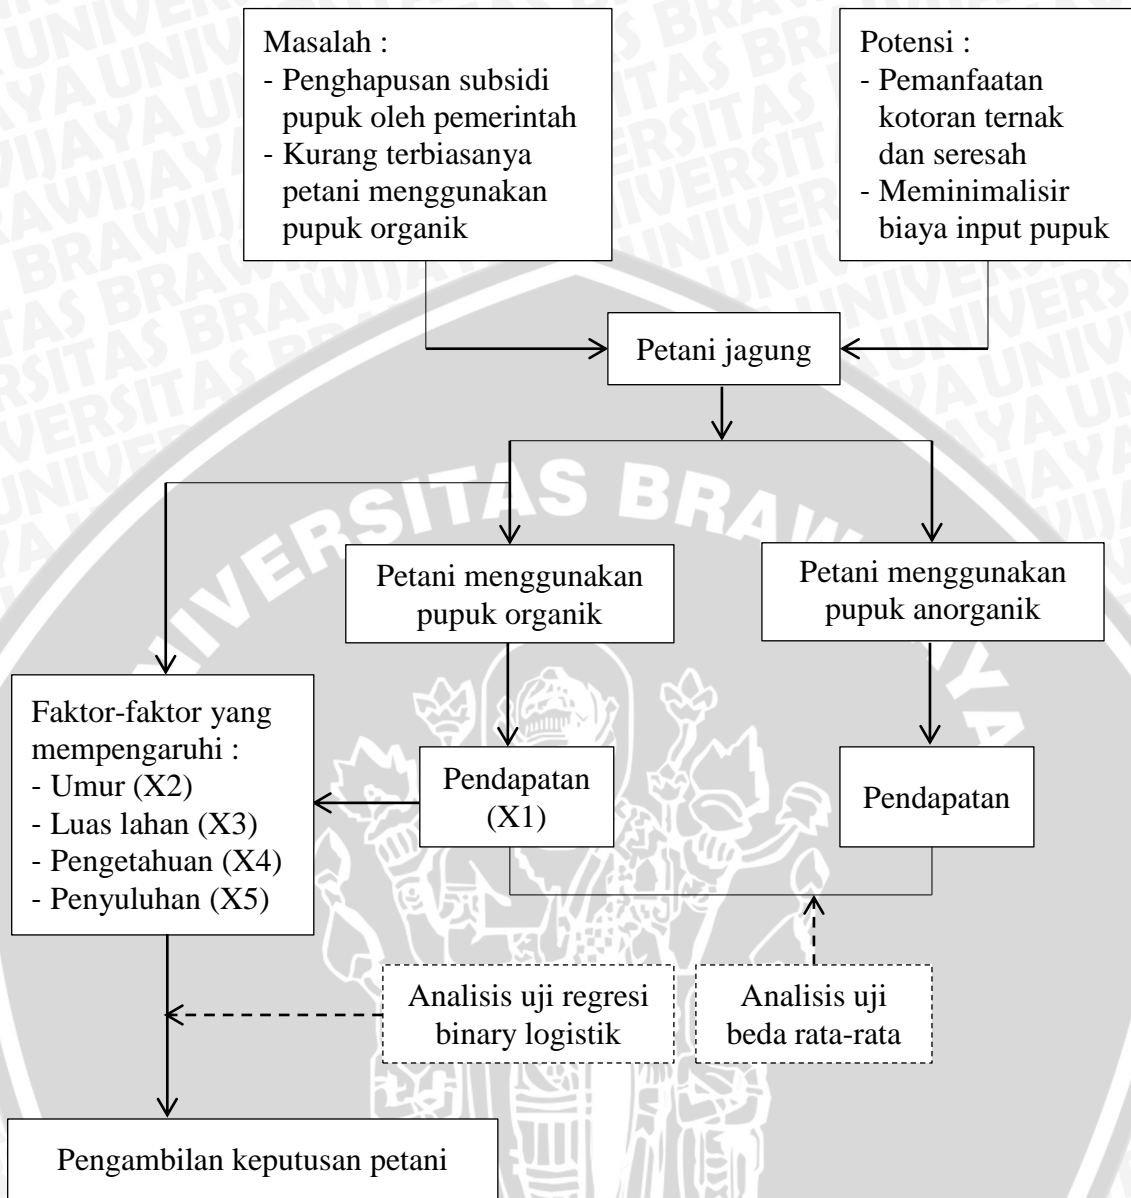 Masalah :
- Penghapusan subsidi
pupuk oleh pemerintah
- Kurang terbiasanya
petani menggunakan
pupuk organik
Potensi :
- Pemanfaatan
kotoran ternak
dan seresah
- Meminimalisir
biaya input pupuk
Petani jagung
Petani menggunakan
pupuk organik
Petani menggunakan
pupuk anorganik
Faktor-faktor yang
mempengaruhi :
- Umur (X2)
- Luas lahan (X3)
- Pengetahuan (X4)
- Penyuluhan (X5)
Pendapatan
(X1)
Pendapatan
Analisis uji regresi
binary logistik
Analisis uji
beda rata-rata
Pengambilan keputusan petani
UNIVERSITAS BRAWIJAYA